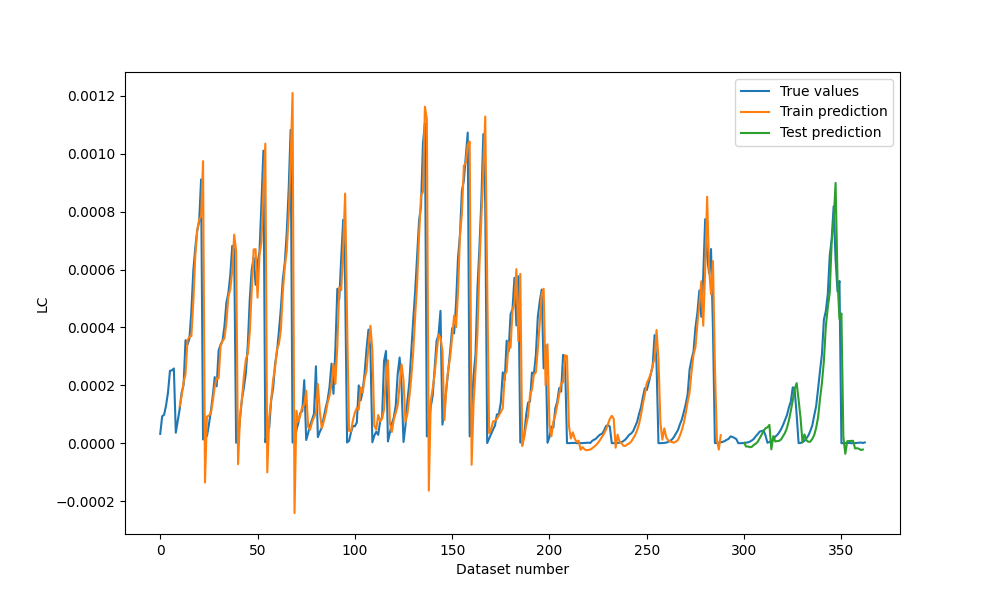 True values
Train prediction
Test prediction
0.0012
0.0010
0.0008
0.0006
0.0004
0.0002
0.0000
−0.0002
LC
0 50 100 150 200 250 300 350
Dataset number